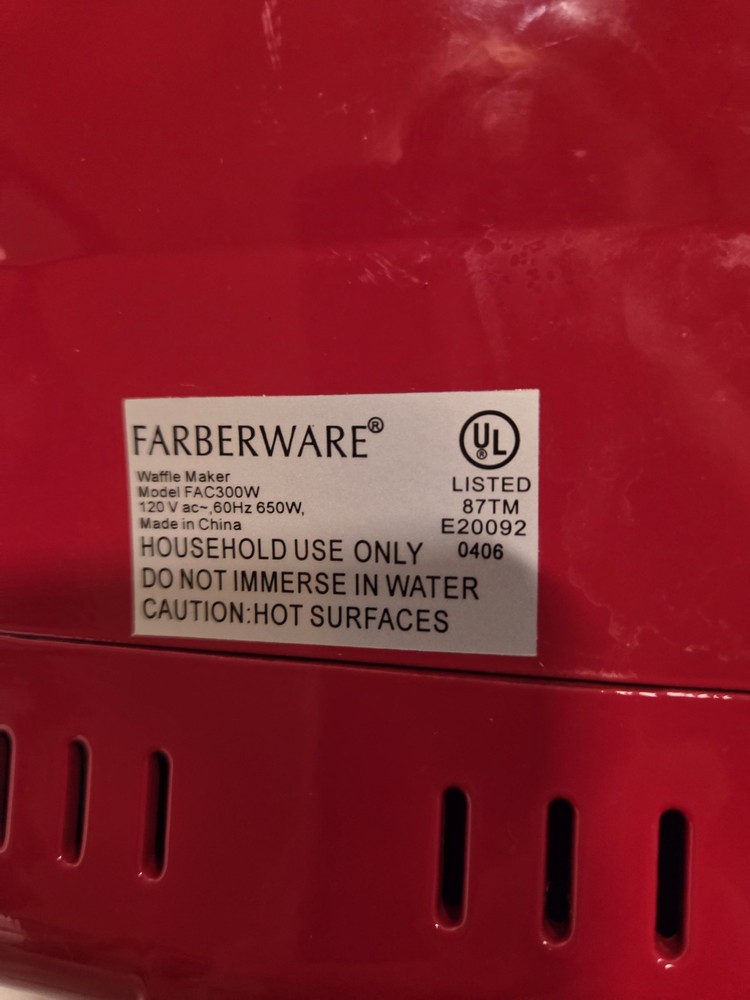 FARBERWARE®
Waffle Maker
Model FAC300W
120 V ac~,60Hz 650W,
Made in China
HOUSEHOLD USE ONLY
DO NOT IMMERSE IN WATER
CAUTION:HOT SURFACES
UL®
LISTED
87TM
E20092
0406